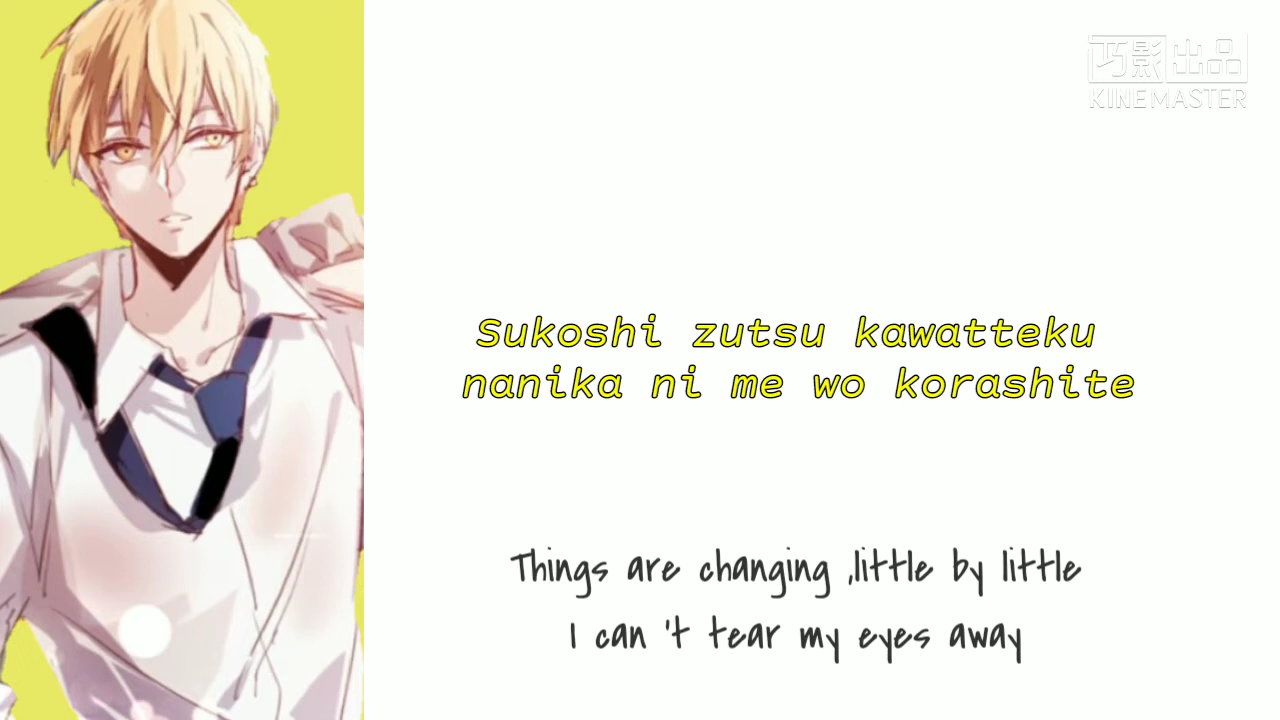 巧影出品
KINEMASTER
Sukoshi zutsu kawatteku
nanika ni me wo korashite
Things are changing ,little by little
I can 't tear my eyes away